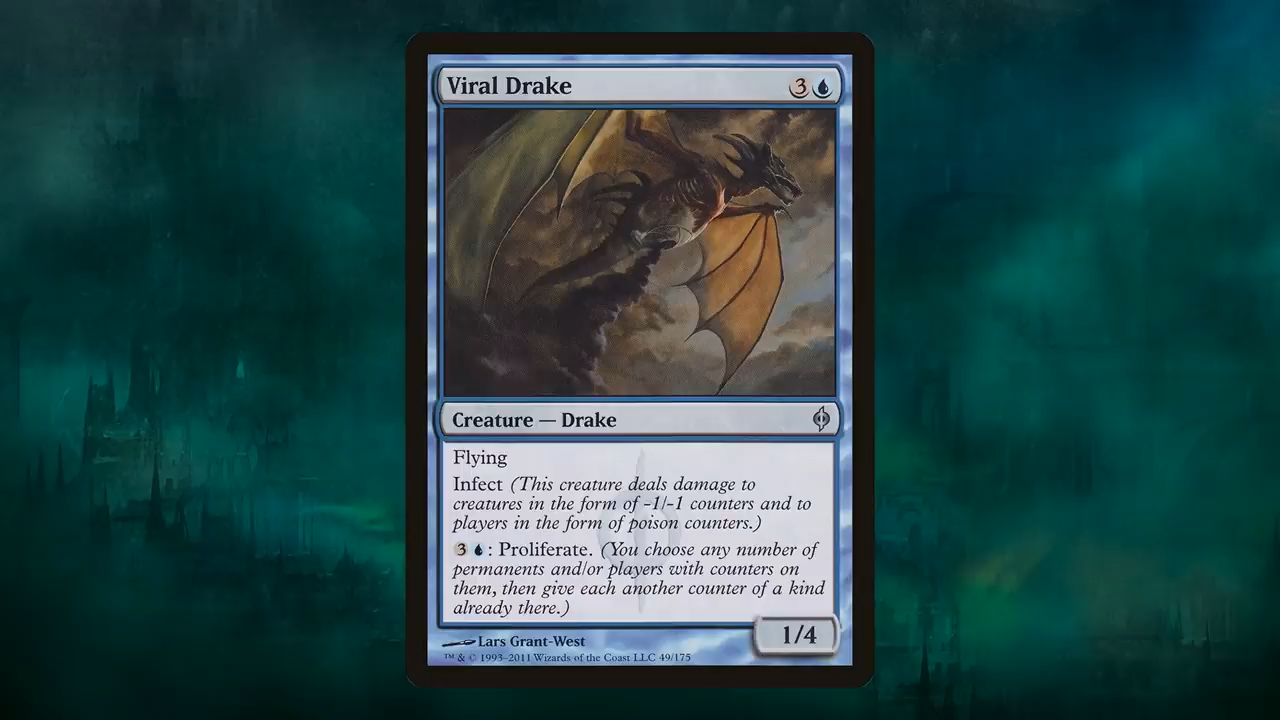 Viral Drake 3
Creature — Drake
Flying
Infect (This creature deals damage to
creatures in the form of -1/-1 counters and to
players in the form of poison counters.)
3: Proliferate. (You choose any number of
permanents and/or players with counters on
them, then give each another counter of a kind
already there.)
1/4
Lars Grant-West
™ & © 1993–2011 Wizards of the Coast LLC 49/175